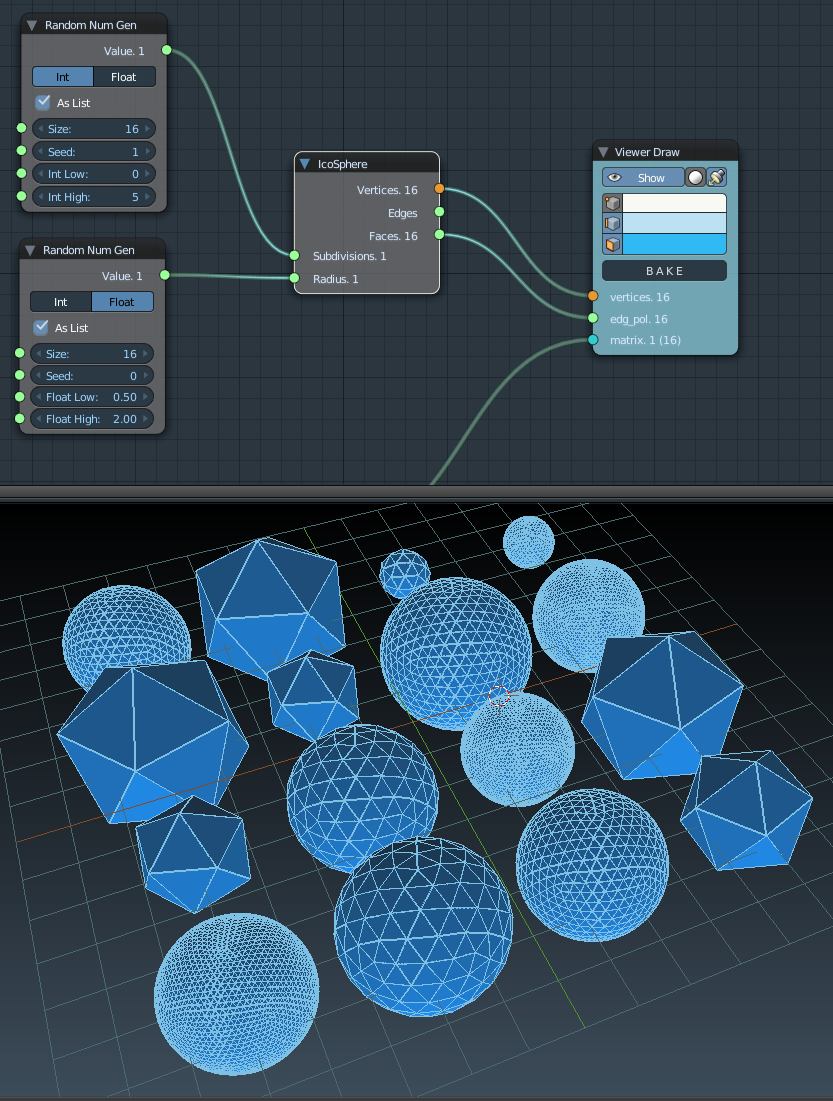 Random Num Gen
Value. 1
Int Float
As List
Size: 16
Seed: 1
Int Low: 0
Int High: 5
Random Num Gen
Value. 1
Int Float
As List
Size: 16
Seed: 0
Float Low: 0.50
Float High: 2.00
IcoSphere
Vertices. 16
Edges
Faces. 16
Subdivisions. 1
Radius. 1
Viewer Draw
Show
BAKE
vertices. 16
edg_pol. 16
matrix. 1 (16)